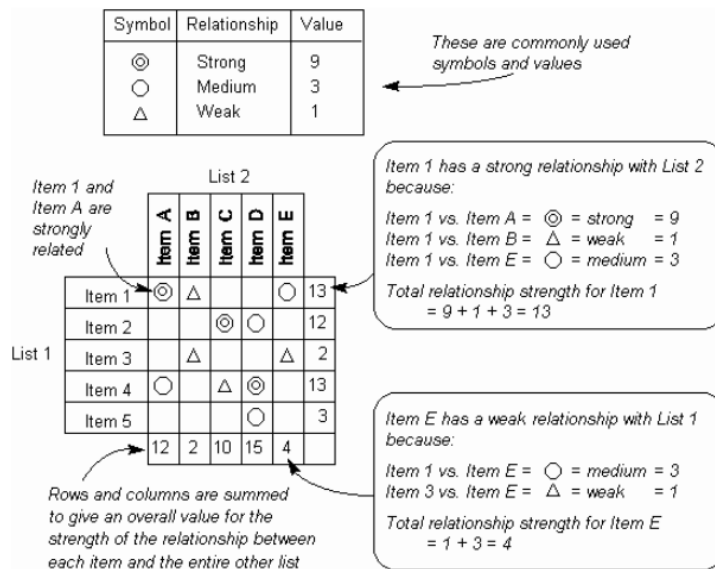 Symbol Relationship Value
◎ Strong 9
○ Medium 3
△ Weak 1
These are commonly used
symbols and values
List 2
Item 1 and
Item A are
strongly
related
Item A Item B Item C Item D Item E
Item 1 ◎ △ ○ 13
Item 2 ◎ ○ 12
List 1
Item 3 △ △ 2
Item 4 ○ △ ◎ 13
Item 5 ○ 3
12 2 10 15 4
Item 1 has a strong relationship with List 2
because:
Item 1 vs. Item A = ◎ = strong = 9
Item 1 vs. Item B = △ = weak = 1
Item 1 vs. Item E = ○ = medium = 3
Total relationship strength for Item 1
= 9 + 1 + 3 = 13
Rows and columns are summed
to give an overall value for the
strength of the relationship between
each item and the entire other list
Item E has a weak relationship with List 1
because:
Item 1 vs. Item E = ○ = medium = 3
Item 3 vs. Item E = △ = weak = 1
Total relationship strength for Item E
= 1 + 3 = 4